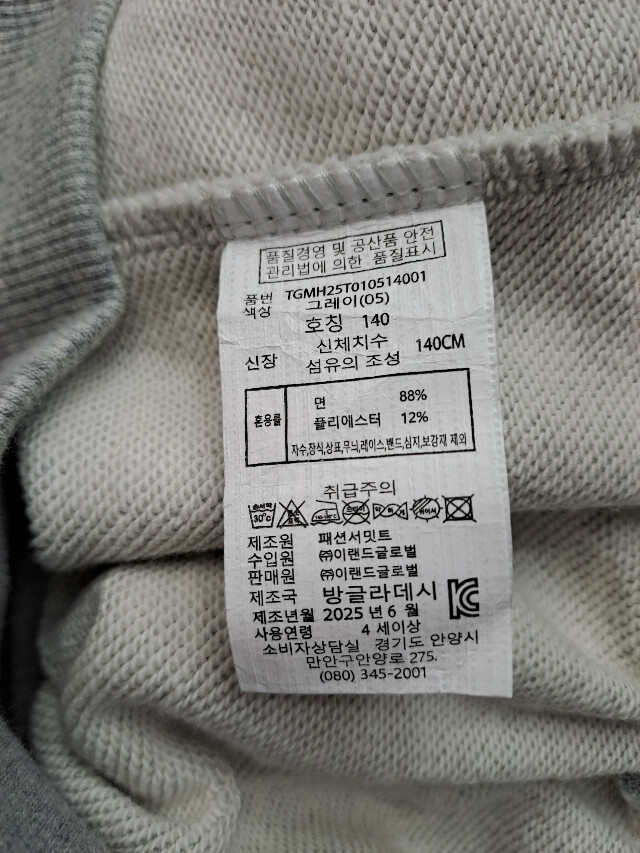 품질경영 및 공산품 안전
관리법에 의한 품질표시
품번 TGMH25T010514001
색상 그레이(05)
호칭 140
신체치수
신장 140CM
섬유의 조성
혼용률
면 88%
플리에스터 12%
자수,장식,상표,무늬,레이스,밴드,심지,보강재 제외
취급주의
손세탁
30°C
제조원 패션서밋트
수입원 ㈜이랜드글로벌
판매원 ㈜이랜드글로벌
제조국 방글라데시
제조년월 2025 년 6 월
사용연령 4 세이상
소비자상담실 경기도 안양시
만안구안양로 275.
(080) 345-2001